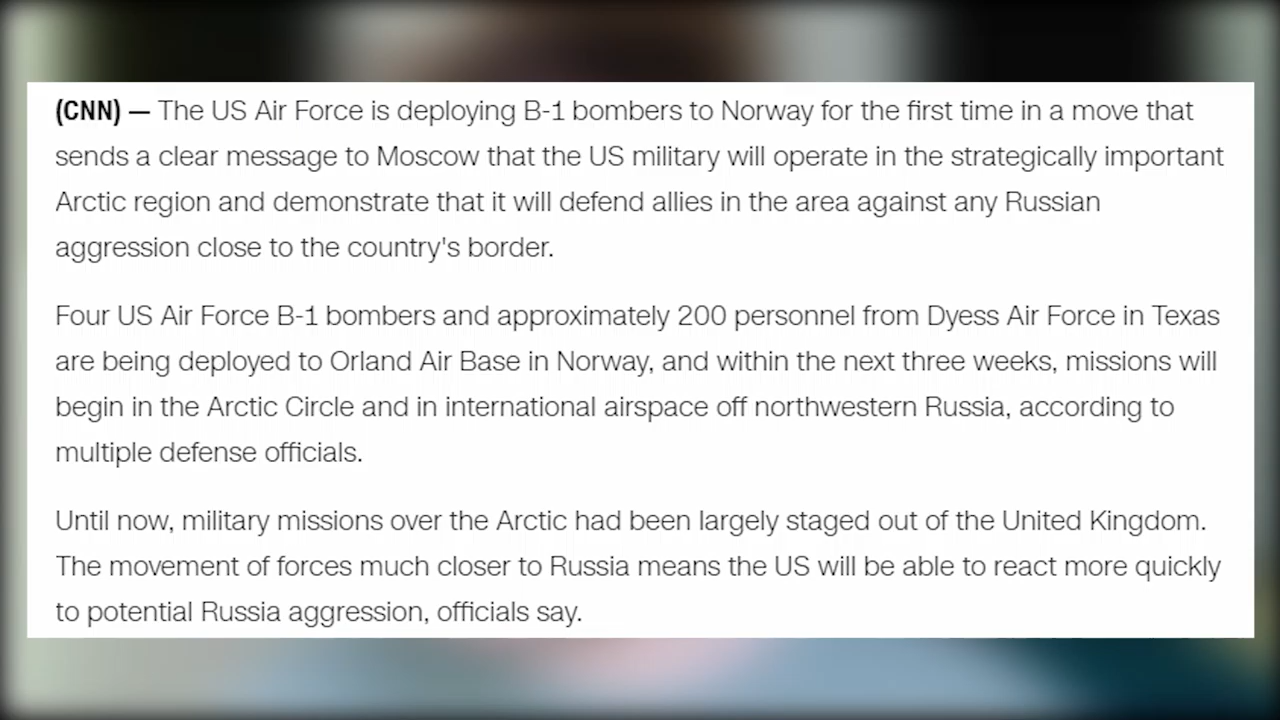 (CNN) — The US Air Force is deploying B-1 bombers to Norway for the first time in a move that
sends a clear message to Moscow that the US military will operate in the strategically important
Arctic region and demonstrate that it will defend allies in the area against any Russian
aggression close to the country's border.
Four US Air Force B-1 bombers and approximately 200 personnel from Dyess Air Force in Texas
are being deployed to Orland Air Base in Norway, and within the next three weeks, missions will
begin in the Arctic Circle and in international airspace off northwestern Russia, according to
multiple defense officials.
Until now, military missions over the Arctic had been largely staged out of the United Kingdom.
The movement of forces much closer to Russia means the US will be able to react more quickly
to potential Russia aggression, officials say.